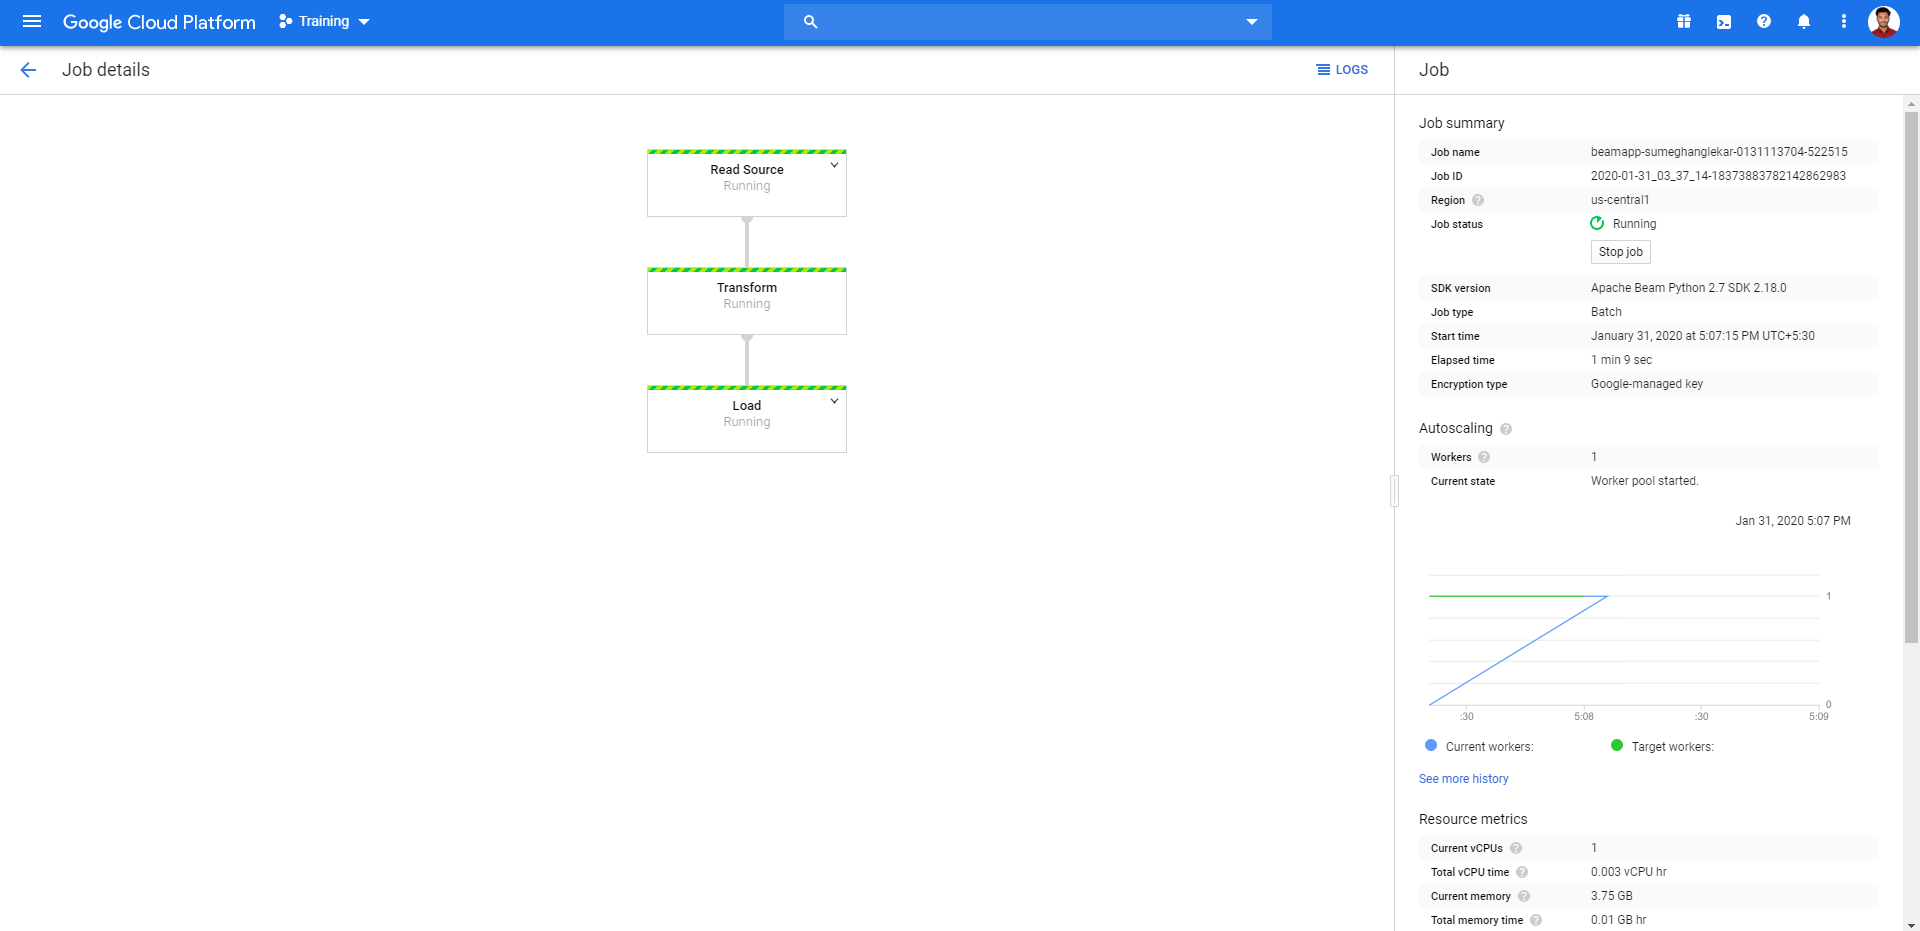 Google Cloud Platform Training
Job details
LOGS
Read Source
Running
Transform
Running
Load
Running
Job
Job summary
Job name beamapp-sumeghanglekar-0131113704-522515
Job ID 2020-01-31_03_37_14-18373883782142862983
Region ? us-central1
Job status Running
Stop job
SDK version Apache Beam Python 2.7 SDK 2.18.0
Job type Batch
Start time January 31, 2020 at 5:07:15 PM UTC+5:30
Elapsed time 1 min 9 sec
Encryption type Google-managed key
Autoscaling ?
Workers ? 1
Current state Worker pool started.
Jan 31, 2020 5:07 PM
1
0
:30 5:08 :30 5:09
Current workers: Target workers:
See more history
Resource metrics
Current vCPUs ? 1
Total vCPU time ? 0.003 vCPU hr
Current memory ? 3.75 GB
Total memory time ? 0.01 GB hr